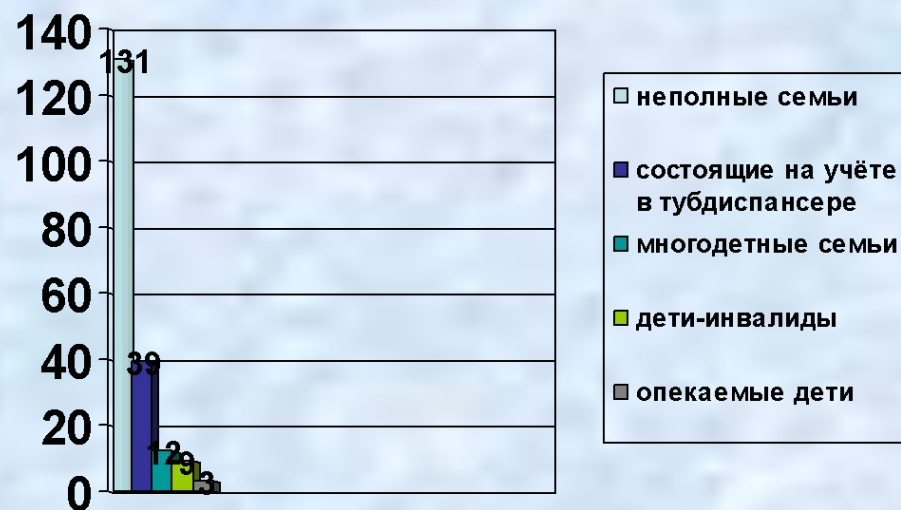 140
131
120
100
80
60
40
39
20
12
9
3
0
неполные семьи
состоящие на учёте
в тубдиспансере
многодетные семьи
дети-инвалиды
опекаемые дети